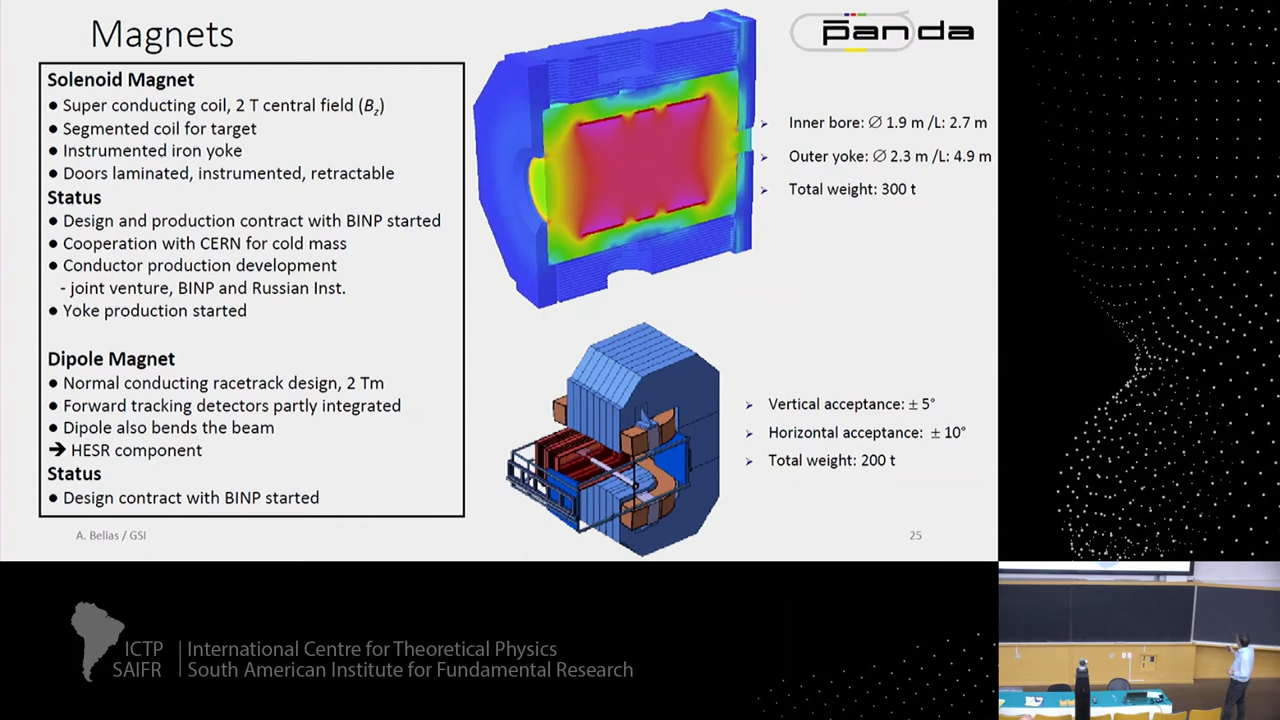 Magnets
panda
Solenoid Magnet
● Super conducting coil, 2 T central field (Bz)
● Segmented coil for target
● Instrumented iron yoke
● Doors laminated, instrumented, retractable
Status
● Design and production contract with BINP started
● Cooperation with CERN for cold mass
● Conductor production development
- joint venture, BINP and Russian Inst.
● Yoke production started
Dipole Magnet
● Normal conducting racetrack design, 2 Tm
● Forward tracking detectors partly integrated
● Dipole also bends the beam
➔ HESR component
Status
● Design contract with BINP started
➢ Inner bore: ∅ 1.9 m /L: 2.7 m
➢ Outer yoke: ∅ 2.3 m /L: 4.9 m
➢ Total weight: 300 t
➢ Vertical acceptance: ± 5°
➢ Horizontal acceptance: ± 10°
➢ Total weight: 200 t
A. Belias / GSI
25
ICTP
SAIFR
International Centre for Theoretical Physics
South American Institute for Fundamental Research